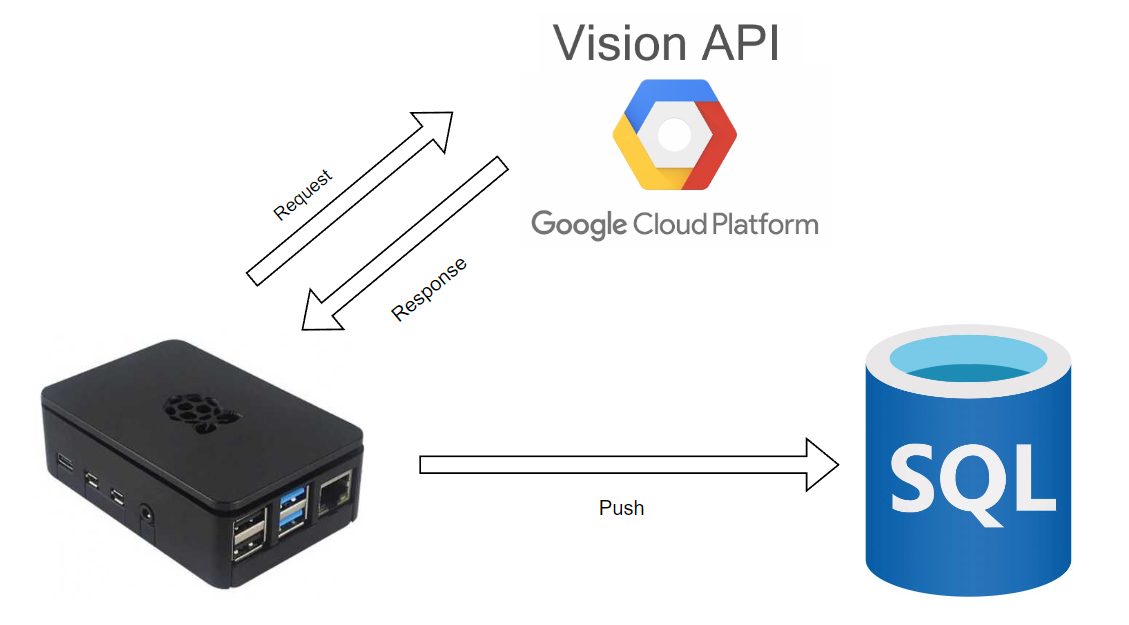 Vision API
Google Cloud Platform
Request
Response
Push
SQL